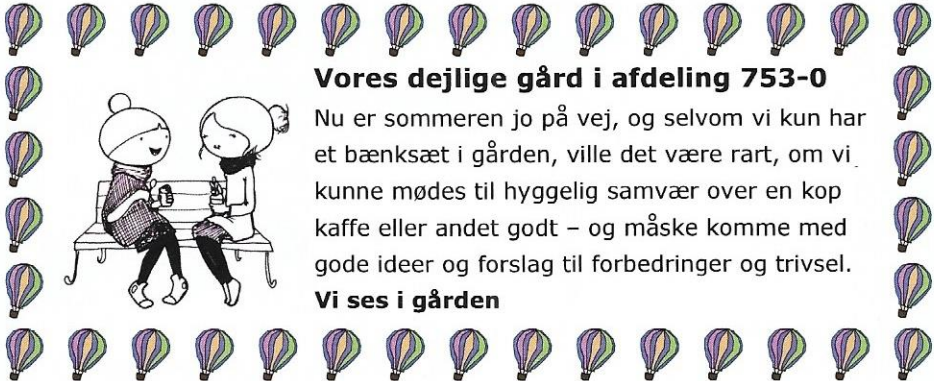 Vores dejlige gård i afdeling 753-0
Nu er sommeren jo på vej, og selvom vi kun har
et bænksæt i gården, ville det være rart, om vi
kunne mødes til hyggelig samvær over en kop
kaffe eller andet godt – og måske komme med
gode ideer og forslag til forbedringer og trivsel.
Vi ses i gården